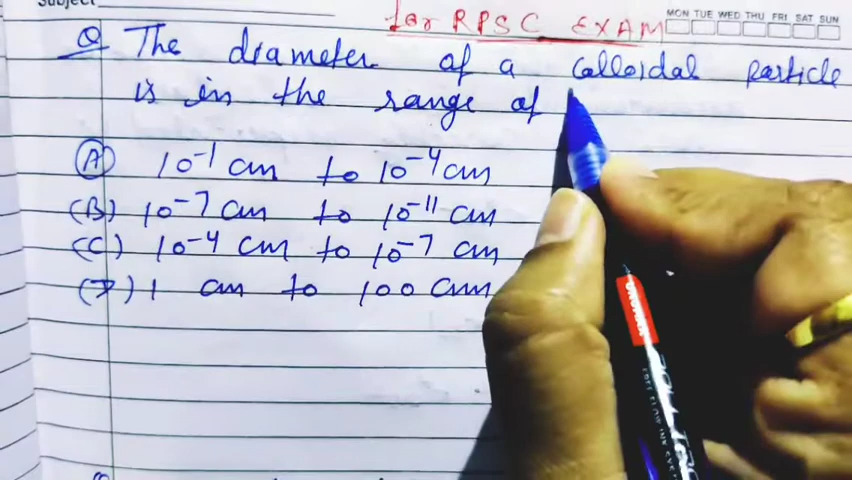 Subject
for RPSC EXAM
MON TUE WED THU FRI SAT SUN
Q The diameter of a colloidal particle
is in the range of
(A) 10⁻¹ cm to 10⁻⁴ cm
(B) 10⁻⁷ cm to 10⁻¹¹ cm
(C) 10⁻⁴ cm to 10⁻⁷ cm
(D) 1 cm to 100 cm